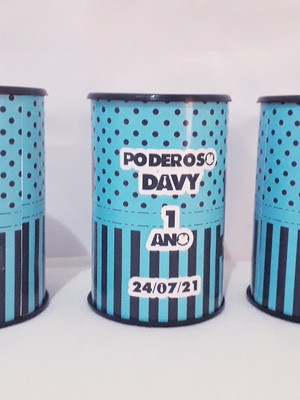 PODEROSO
DAVY
1
ANO
24/07/21